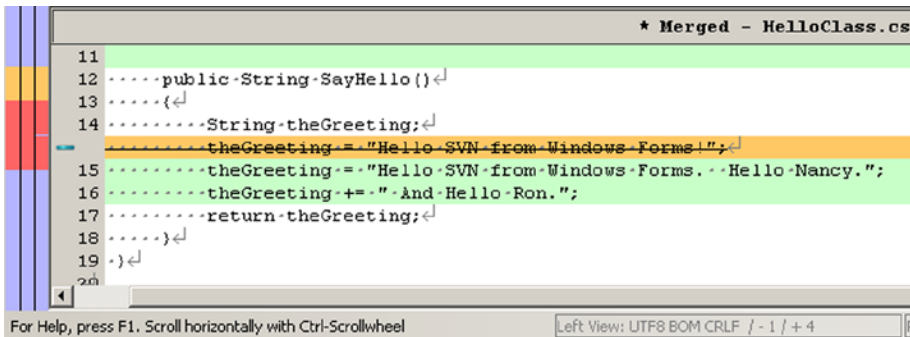 * Merged - HelloClass.cs
11
12 ·····public·String·SayHello()↵
13 ·····{↵
14 ·········String·theGreeting;↵
·········theGreeting·=·"Hello·SVN·from·Windows·Forms!";↵
15 ·········theGreeting·=·"Hello·SVN·from·Windows·Forms.··Hello·Nancy.";
16 ·········theGreeting·+=·"·And·Hello·Ron.";
17 ·········return·theGreeting;↵
18 ·····}↵
19 ·}↵
20
For Help, press F1. Scroll horizontally with Ctrl-Scrollwheel
Left View: UTF8 BOM CRLF / - 1 / + 4